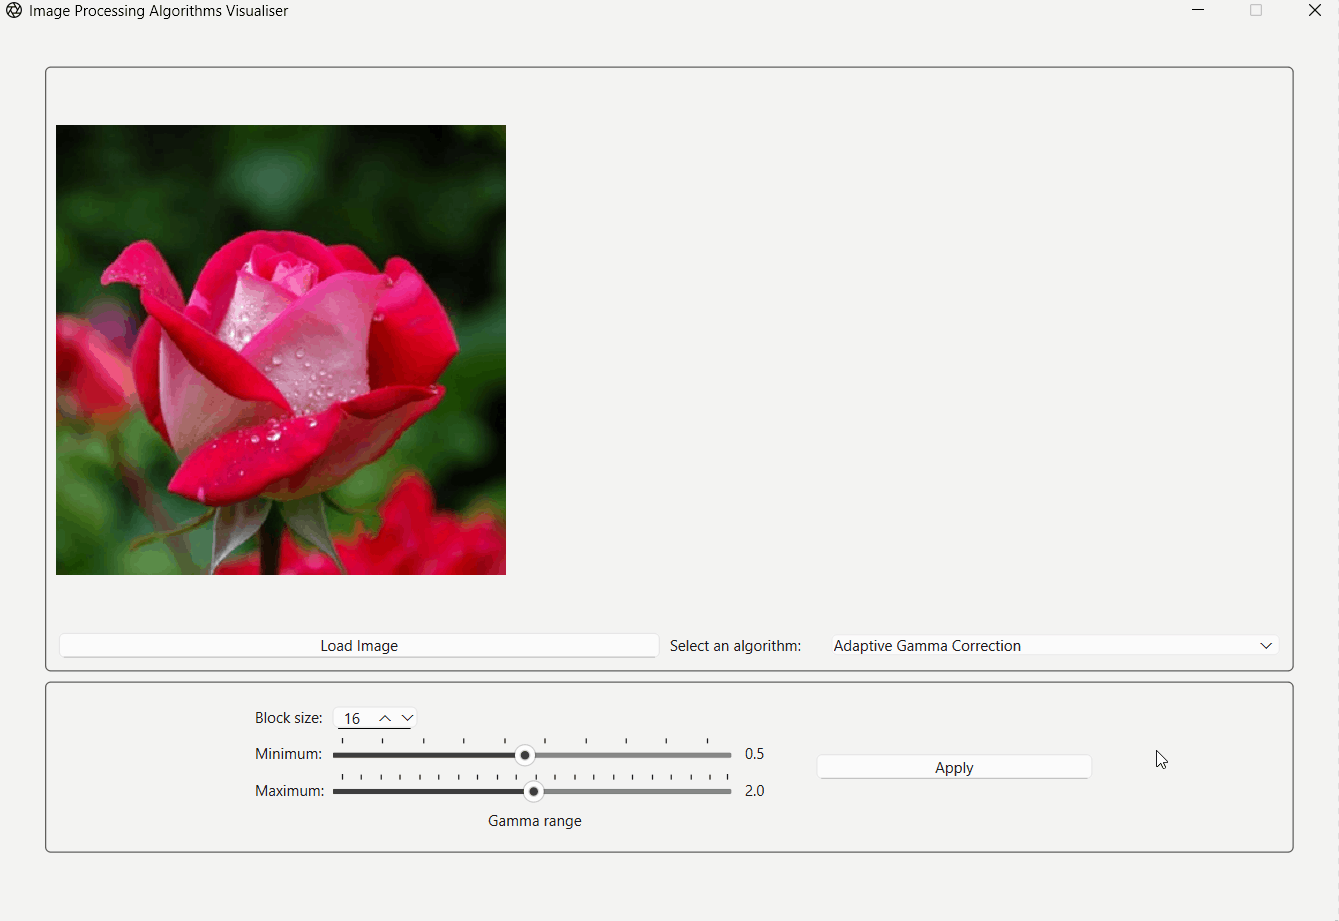 Image Processing Algorithms Visualiser
Load Image
Select an algorithm:
Adaptive Gamma Correction
Block size: 16
Minimum: 0.5
Maximum: 2.0
Gamma range
Apply